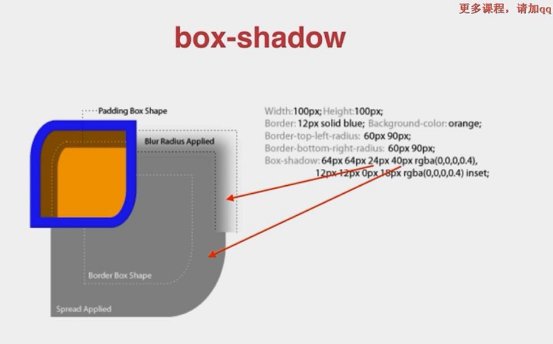 更多课程，请加qq
box-shadow
Padding Box Shape
Blur Radius Applied
Border Box Shape
Spread Applied
Width:100px; Height:100px;
Border: 12px solid blue; Background-color: orange;
Border-top-left-radius: 60px 90px;
Border-bottom-right-radius: 60px 90px;
Box-shadow: 64px 64px 24px 40px rgba(0,0,0,0.4),
12px 12px 0px 18px rgba(0,0,0,0.4) inset;